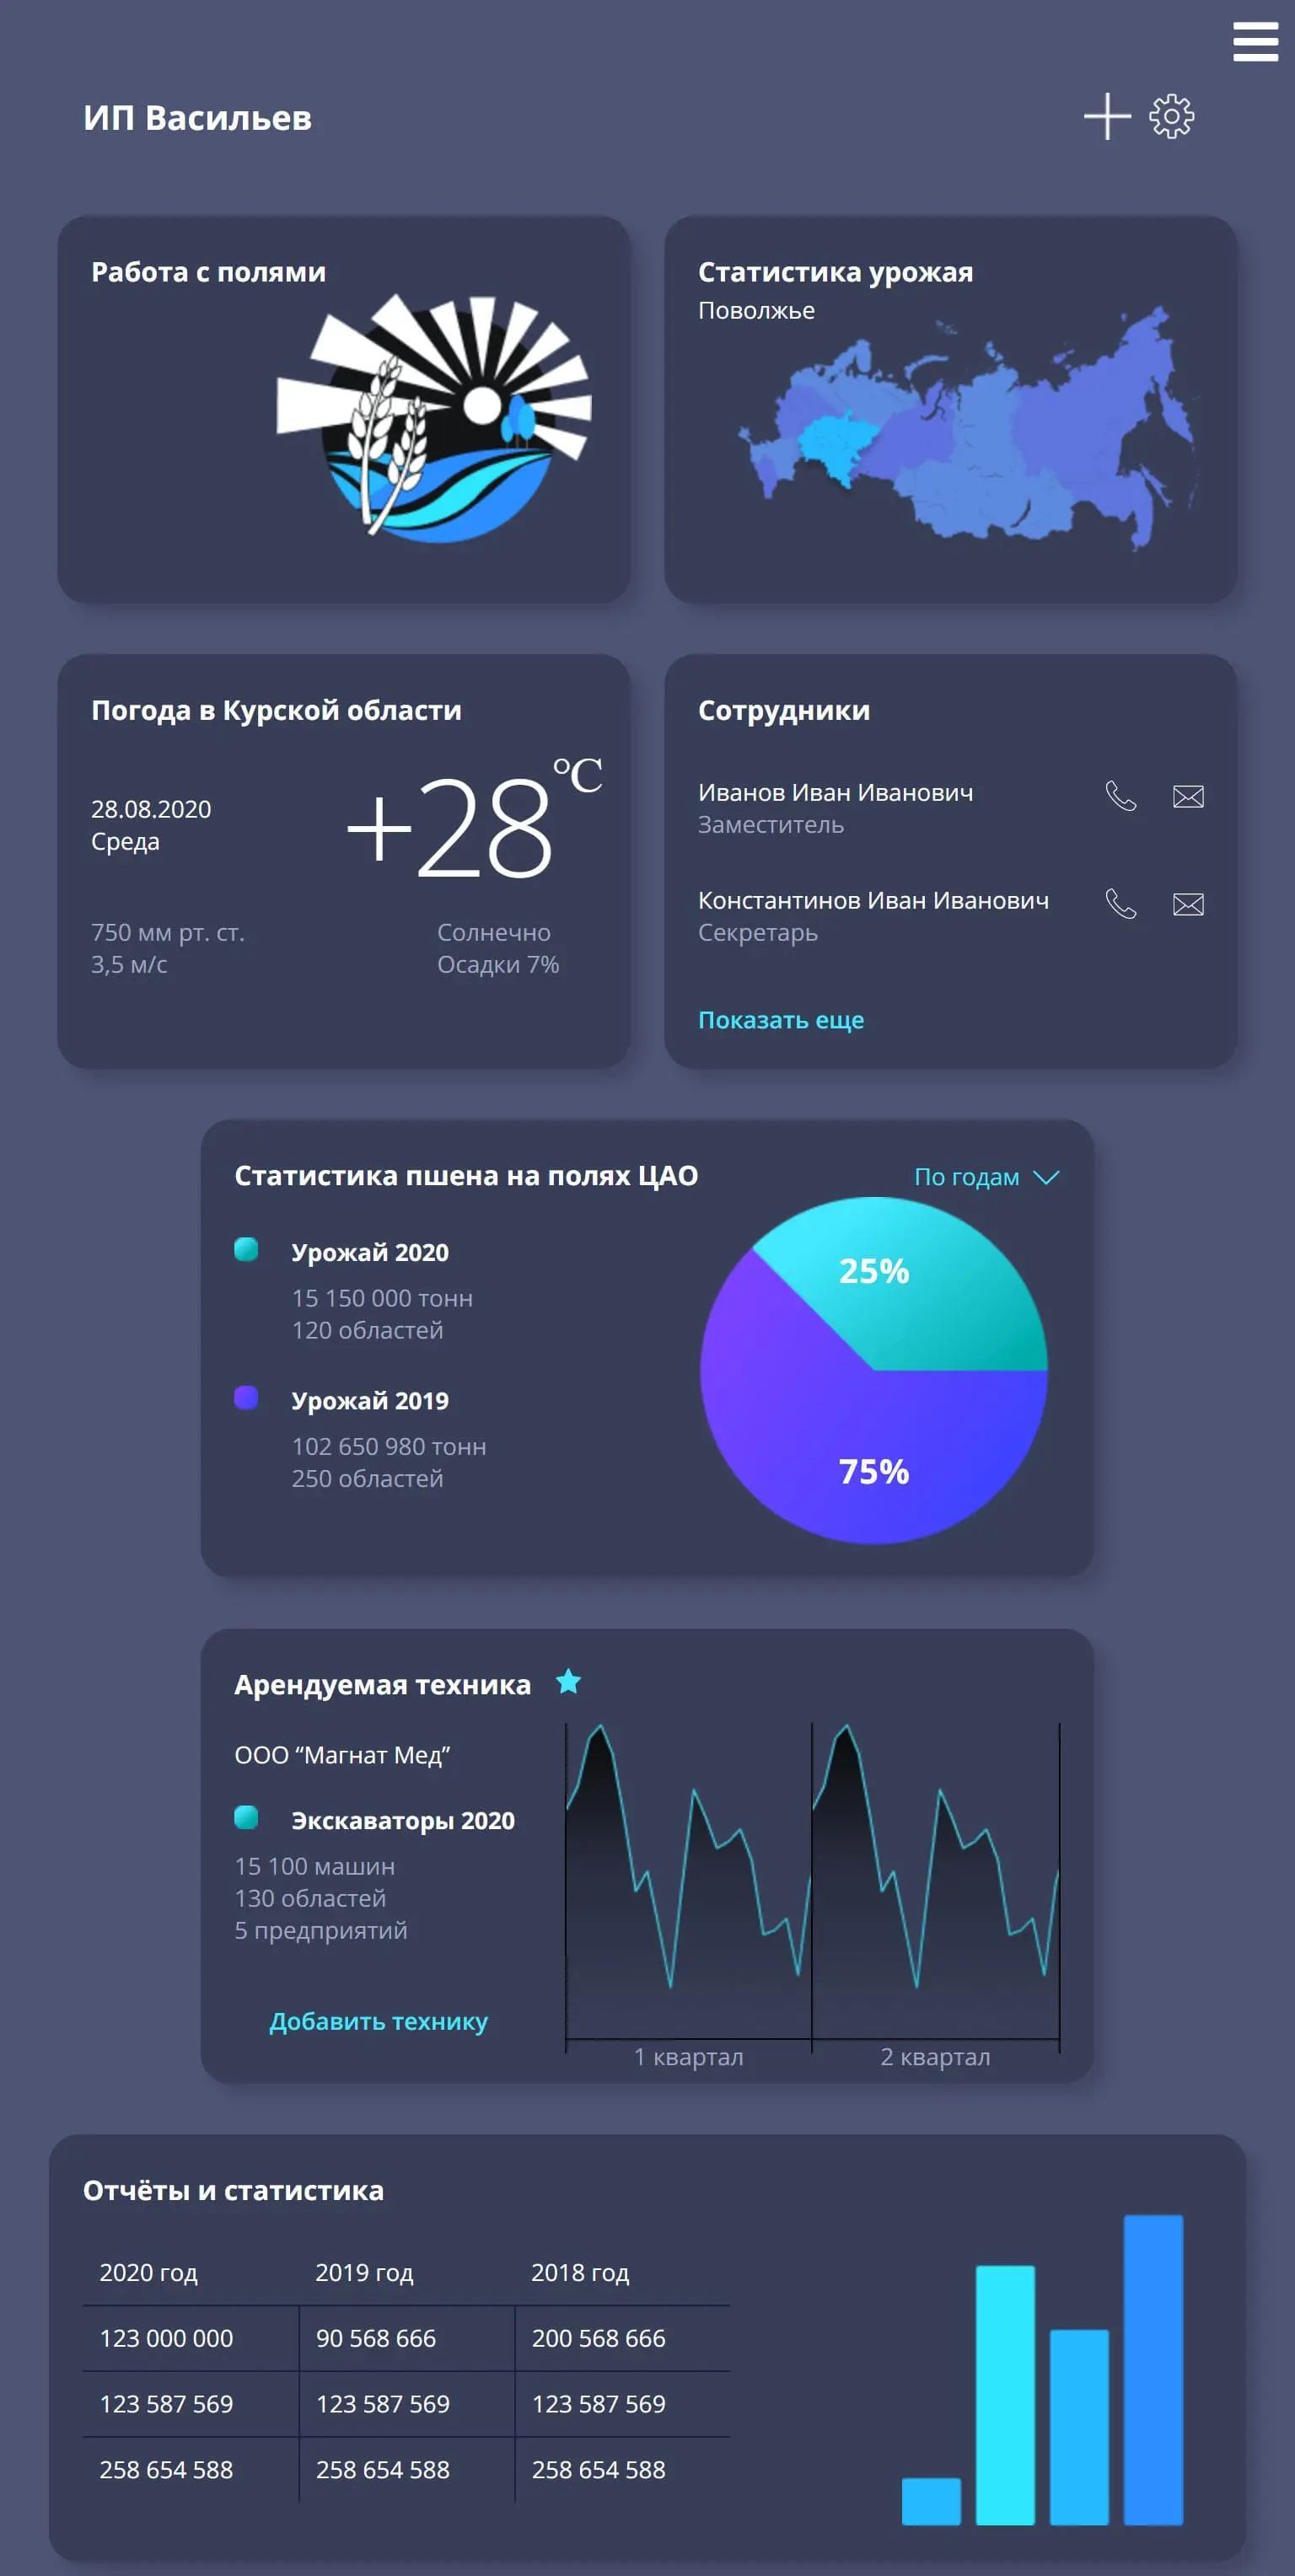 ИП Васильев
Работа с полями
Статистика урожая
Поволжье
Погода в Курской области
28.08.2020
Среда
+28°C
750 мм рт. ст.
3,5 м/с
Солнечно
Осадки 7%
Сотрудники
Иванов Иван Иванович
Заместитель
Константинов Иван Иванович
Секретарь
Показать еще
Статистика пшена на полях ЦАО
По годам
Урожай 2020
15 150 000 тонн
120 областей
Урожай 2019
102 650 980 тонн
250 областей
25%
75%
Арендуемая техника
ООО “Магнат Мед”
Экскаваторы 2020
15 100 машин
130 областей
5 предприятий
Добавить технику
1 квартал
2 квартал
Отчёты и статистика
2020 год 2019 год 2018 год
123 000 000 90 568 666 200 568 666
123 587 569 123 587 569 123 587 569
258 654 588 258 654 588 258 654 588